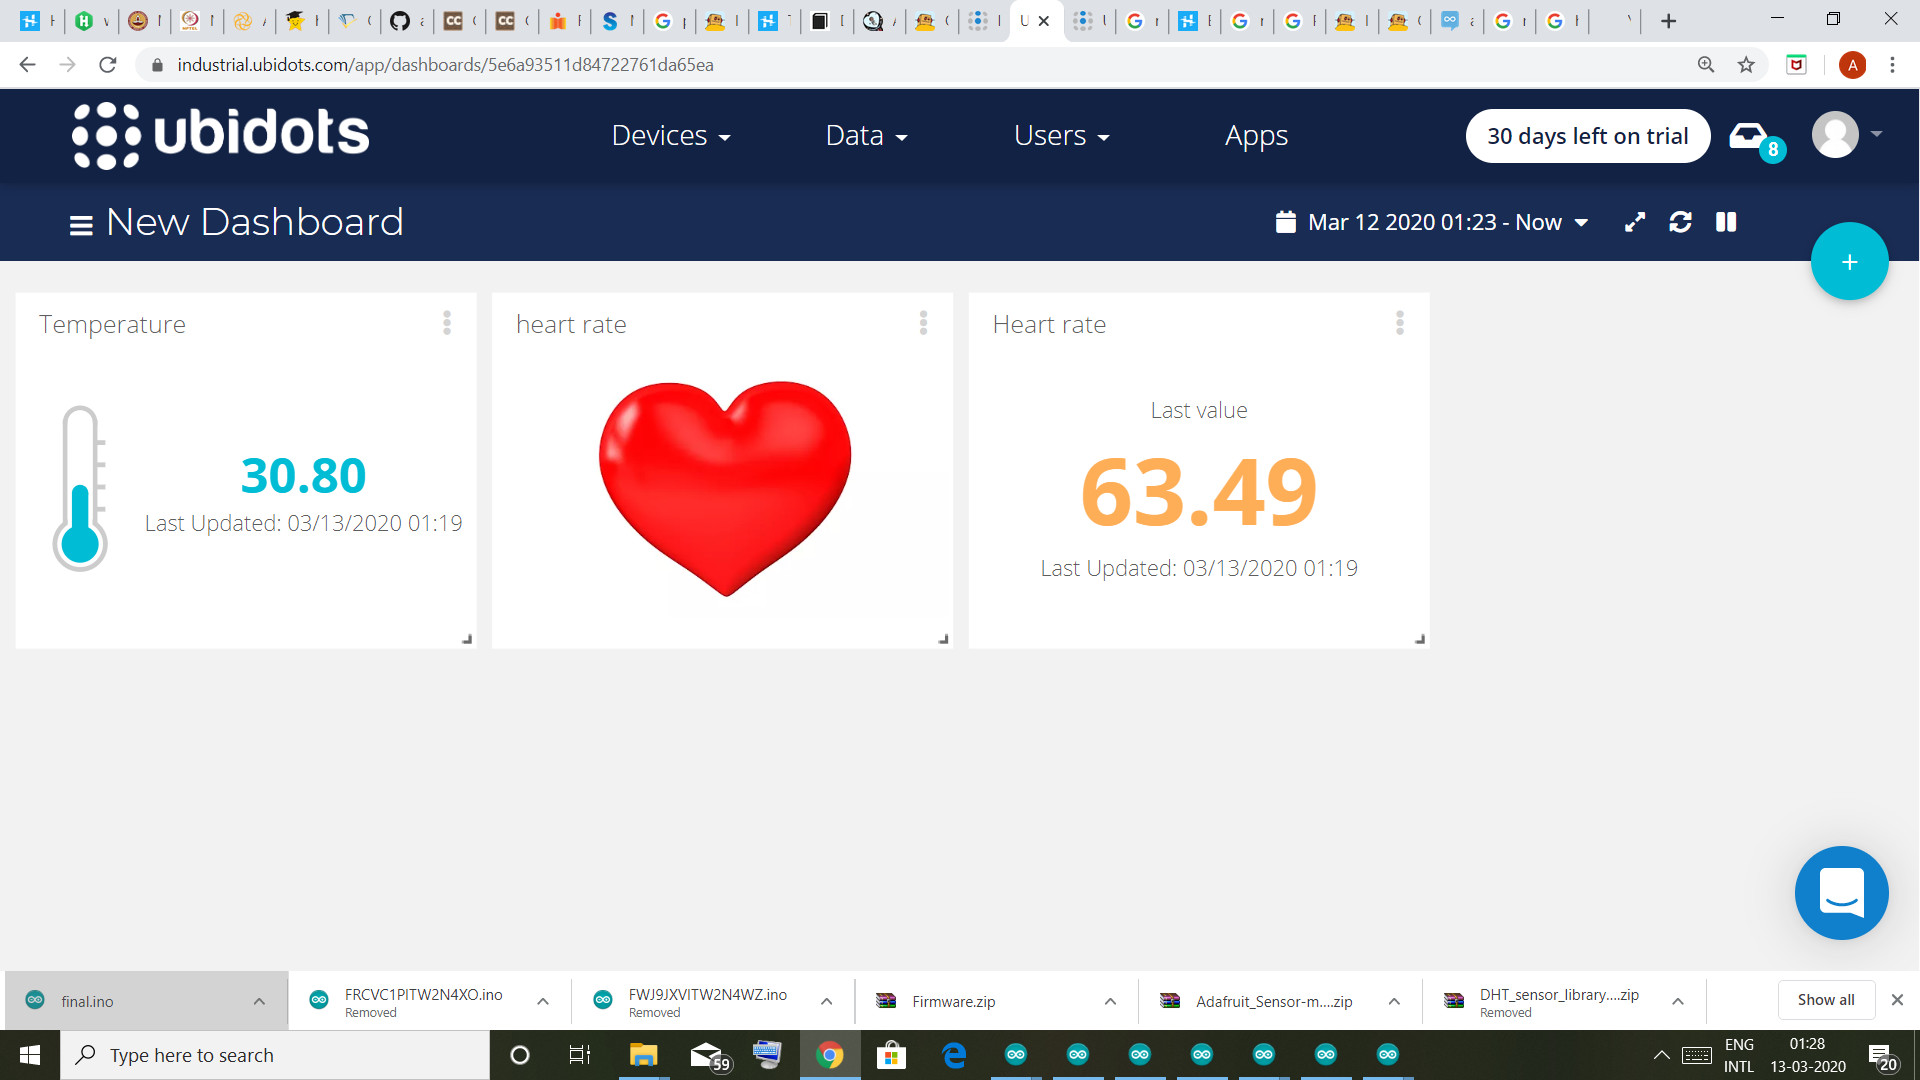 industrial.ubidots.com/app/dashboards/5e6a93511d84722761da65ea
A
ubidots
Devices
Data
Users
Apps
30 days left on trial
8
New Dashboard
Mar 12 2020 01:23 - Now
+
Temperature
30.80
Last Updated: 03/13/2020 01:19
heart rate
Heart rate
Last value
63.49
Last Updated: 03/13/2020 01:19
final.ino
FRCVC1PITW2N4XO.ino
Removed
FWJ9JXVITW2N4WZ.ino
Removed
Firmware.zip
Adafruit_Sensor-m....zip
DHT_sensor_library....zip
Removed
Show all
Type here to search
59
ENG
INTL
01:28
13-03-2020
20